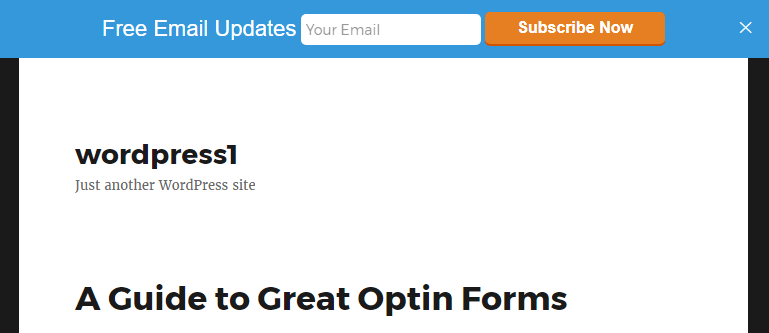 Free Email Updates Your Email Subscribe Now ×
wordpress1
Just another WordPress site
A Guide to Great Optin Forms